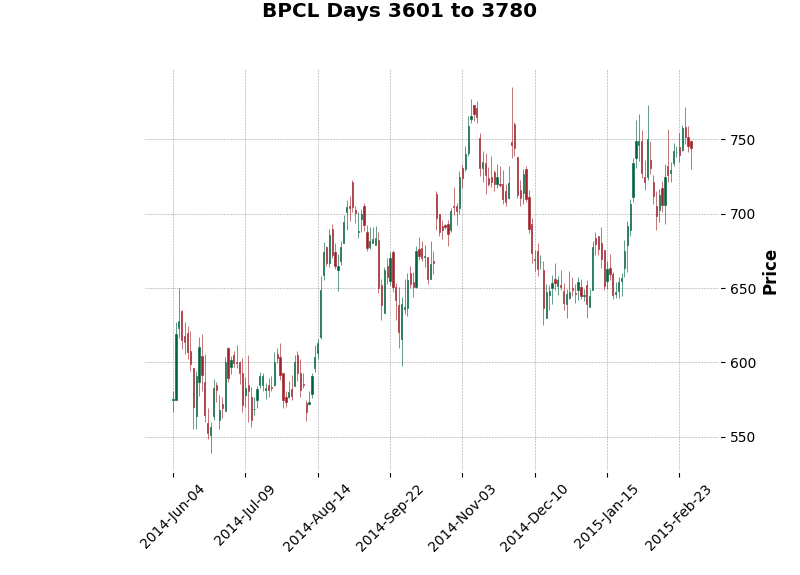 BPCL Days 3601 to 3780
750
700
650
600
550
Price
2014-Jun-04
2014-Jul-09
2014-Aug-14
2014-Sep-22
2014-Nov-03
2014-Dec-10
2015-Jan-15
2015-Feb-23